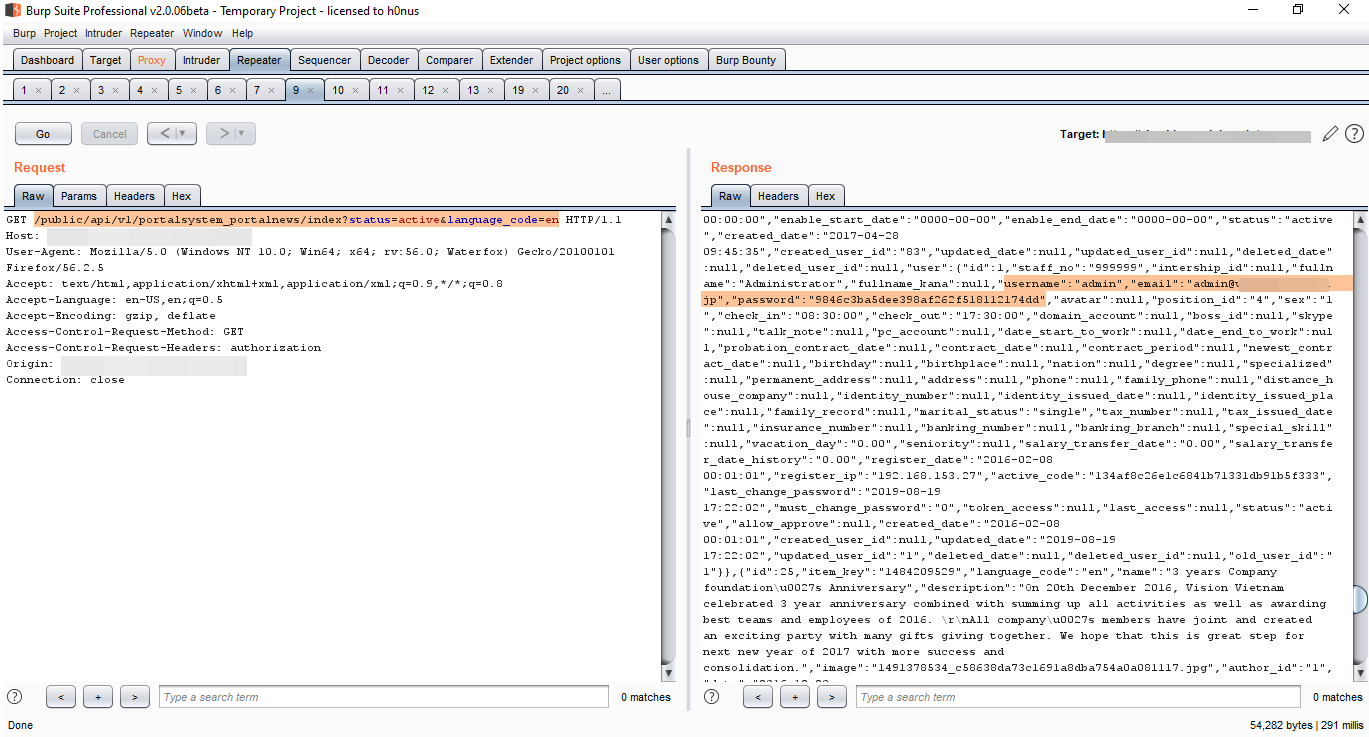 Burp Suite Professional v2.0.06beta - Temporary Project - licensed to h0nus
Burp Project Intruder Repeater Window Help
Dashboard Target Proxy Intruder Repeater Sequencer Decoder Comparer Extender Project options User options Burp Bounty
1 × 2 × 3 × 4 × 5 × 6 × 7 × 9 × 10 × 11 × 12 × 13 × 19 × 20 × ...
Go Cancel < ▼ > ▼
Target:
Request
Raw Params Headers Hex
GET /public/api/v1/portalsystem_portalnews/index?status=active&language_code=en HTTP/1.1
Host:
User-Agent: Mozilla/5.0 (Windows NT 10.0; Win64; x64; rv:56.0; Waterfox) Gecko/20100101
Firefox/56.2.5
Accept: text/html,application/xhtml+xml,application/xml;q=0.9,*/*;q=0.8
Accept-Language: en-US,en;q=0.5
Accept-Encoding: gzip, deflate
Access-Control-Request-Method: GET
Access-Control-Request-Headers: authorization
Origin:
Connection: close
? < + > Type a search term 0 matches
Response
Raw Headers Hex
00:00:00","enable_start_date":"0000-00-00","enable_end_date":"0000-00-00","status":"active
","created_date":"2017-04-28
09:45:35","created_user_id":"83","updated_date":null,"updated_user_id":null,"deleted_date"
:null,"deleted_user_id":null,"user":{"id":1,"staff_no":"999999","intership_id":null,"fullna
me":"Administrator","fullname_kana":null,"username":"admin","email":"admin@
jp","password":"9846c3ba5dee398af262f518112174dd","avatar":null,"position_id":"4","sex":"1
","check_in":"08:30:00","check_out":"17:30:00","domain_account":null,"boss_id":null,"skype
":null,"talk_note":null,"pc_account":null,"date_start_to_work":null,"date_end_to_work":nul
l,"probation_contract_date":null,"contract_date":null,"contract_period":null,"newest_contr
act_date":null,"birthday":null,"birthplace":null,"nation":null,"degree":null,"specialized"
:null,"permanent_address":null,"address":null,"phone":null,"family_phone":null,"distance_h
ouse_company":null,"identity_number":null,"identity_issued_date":null,"identity_issued_pla
ce":null,"family_record":null,"marital_status":"single","tax_number":null,"tax_issued_date
":null,"insurance_number":null,"banking_number":null,"banking_branch":null,"special_skill"
:null,"vacation_day":"0.00","seniority":null,"salary_transfer_date":"0.00","salary_transfe
r_date_history":"0.00","register_date":"2016-02-08
00:01:01","register_ip":"192.168.153.27","active_code":"134af8c26e1c6841b71331db91b5f333",
"last_change_password":"2019-08-19
17:22:02","must_change_password":"0","token_access":null,"last_access":null,"status":"acti
ve","allow_approve":null,"created_date":"2016-02-08
00:01:01","created_user_id":null,"updated_date":"2019-08-19
17:22:02","updated_user_id":"1","deleted_date":null,"deleted_user_id":null,"old_user_id":"
1"}},{"id":25,"item_key":"1484209529","language_code":"en","name":"3 years Company
foundation\u0027s Anniversary","description":"On 20th December 2016, Vision Vietnam
celebrated 3 year anniversary combined with summing up all activities as well as awarding
best teams and employees of 2016. \r\nAll company\u0027s members have joint and created
an exciting party with many gifts giving together. We hope that this is great step for
next new year of 2017 with more success and
consolidation.","image":"1491378534_c58638da73c1691a8dba754a0a081117.jpg","author_id":"1",
? < + > Type a search term 0 matches
Done
54,282 bytes | 291 millis